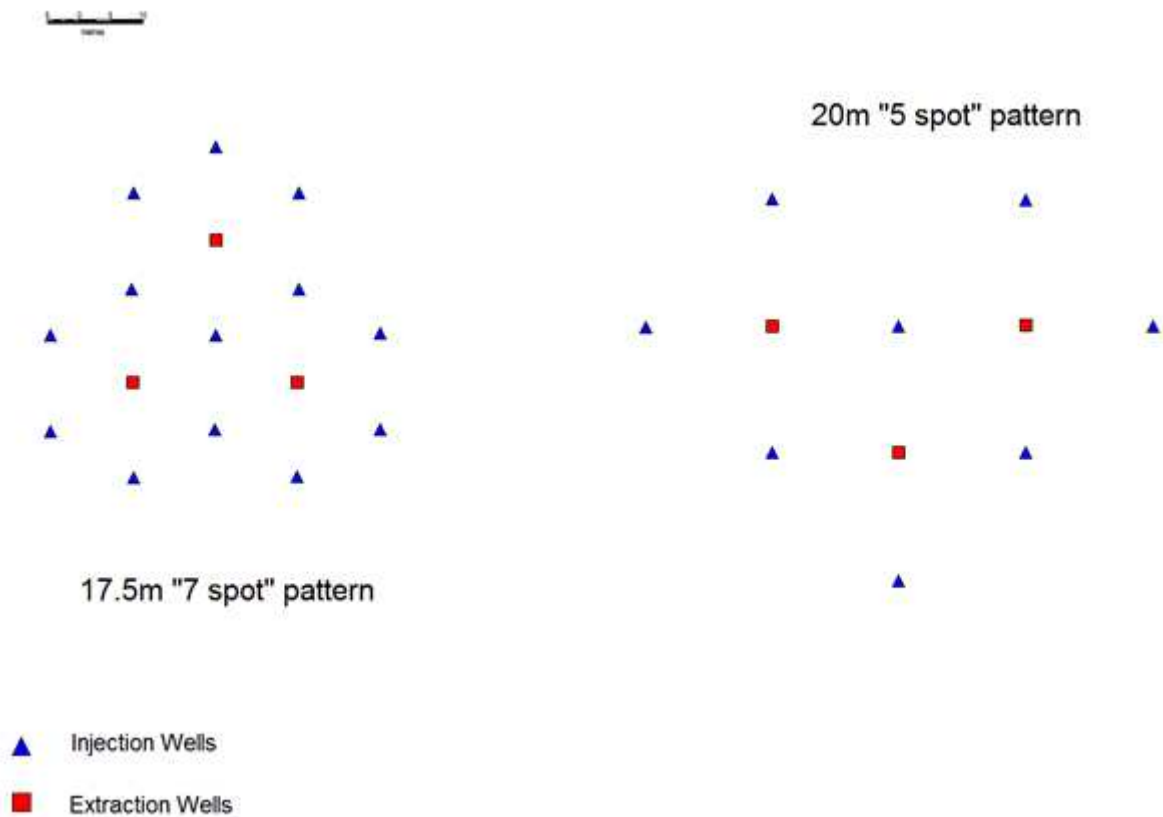 20m "5 spot" pattern
17.5m "7 spot" pattern
Injection Wells
Extraction Wells